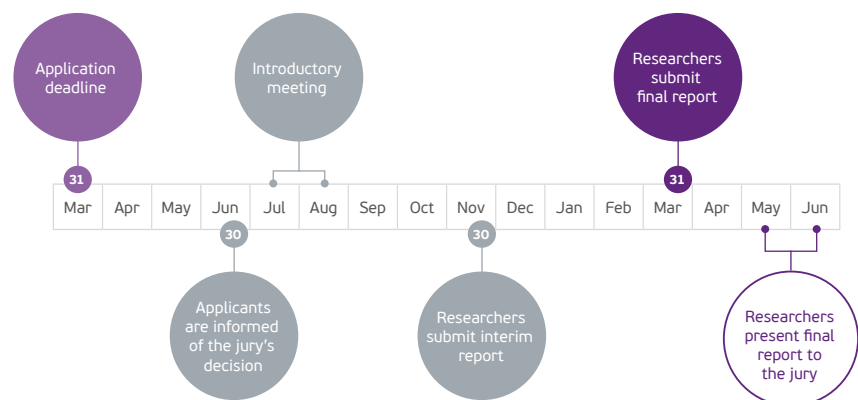 Application
deadline
Introductory
meeting
Researchers
submit
final report
31
31
Mar Apr May Jun Jul Aug Sep Oct Nov Dec Jan Feb Mar Apr May Jun
30
30
Applicants
are informed
of the jury's
decision
Researchers
submit interim
report
Researchers
present final
report to
the jury